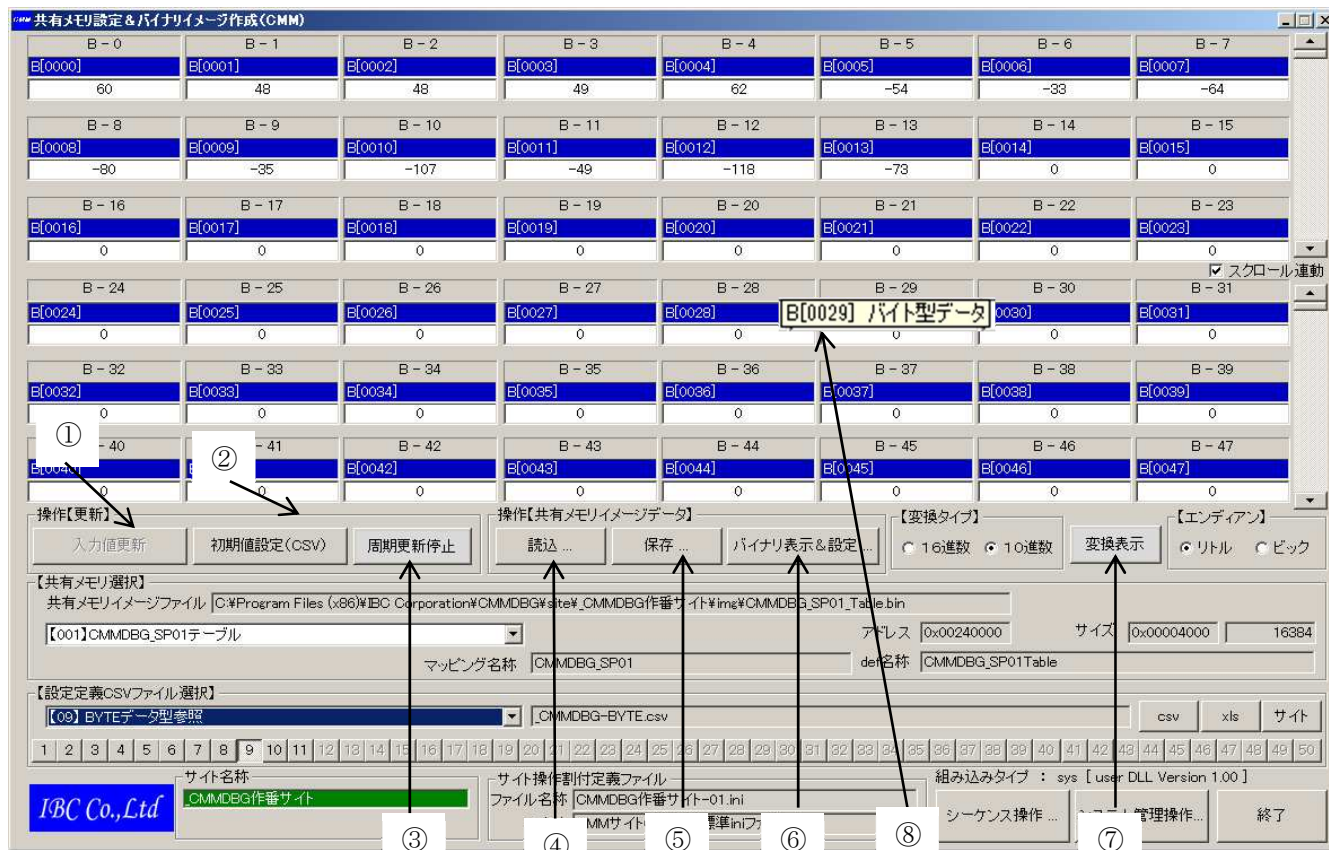 共有メモリ設定&バイナリイメージ作成(CMM)
B - 0 B - 1 B - 2 B - 3 B - 4 B - 5 B - 6 B - 7
B[0000] B[0001] B[0002] B[0003] B[0004] B[0005] B[0006] B[0007]
60 48 48 49 62 -54 -33 -64
B - 8 B - 9 B - 10 B - 11 B - 12 B - 13 B - 14 B - 15
B[0008] B[0009] B[0010] B[0011] B[0012] B[0013] B[0014] B[0015]
-80 -35 -107 -49 -118 -73 0 0
B - 16 B - 17 B - 18 B - 19 B - 20 B - 21 B - 22 B - 23
B[0016] B[0017] B[0018] B[0019] B[0020] B[0021] B[0022] B[0023]
0 0 0 0 0 0 0 0
スクロール連動
B - 24 B - 25 B - 26 B - 27 B - 28 B - 29 B - 30 B - 31
B[0024] B[0025] B[0026] B[0027] B[0028] B[0029] バイト型データ 0030] B[0031]
0 0 0 0 0 0 0 0
B - 32 B - 33 B - 34 B - 35 B - 36 B - 37 B - 38 B - 39
B[0032] B[0033] B[0034] B[0035] B[0036] B[0037] B[0038] B[0039]
0 0 0 0 0 0 0 0
① - 40 ② - 41 B - 42 B - 43 B - 44 B - 45 B - 46 B - 47
B[0042] B[0043] B[0044] B[0045] B[0046] B[0047]
0 0 0 0 0 0 0 0
操作【更新】 操作【共有メモリイメージデータ】 【変換タイプ】 【エンディアン】
入力値更新 初期値設定(CSV) 周期更新停止 読込 ... 保存 ... バイナリ表示&設定 ... 16進数 10進数 変換表示 リトル ビック
【共有メモリ選択】
共有メモリイメージファイル C:¥Program Files (x86)¥IBC Corporation¥CMMDBG¥site¥_CMMDBG作番サイト¥img¥CMMDBG_SP01_Table.bin
【001】CMMDBG_SP01テーブル アドレス 0x00240000 サイズ 0x00004000 16384
マッピング名称 CMMDBG_SP01 def名称 CMMDBG_SP01Table
【設定定義CSVファイル選択】
【09】BYTEデータ型参照 _CMMDBG-BYTE.csv csv xls サイト
1 2 3 4 5 6 7 8 9 10 11 12 13 14 15 16 17 18 19 20 21 22 23 24 25 26 27 28 29 30 31 32 33 34 35 36 37 38 39 40 41 42 43 44 45 46 47 48 49 50
IBC Co.,Ltd サイト名称 サイト操作割付定義ファイル 組み込みタイプ : sys [ user DLL Version 1.00 ]
_CMMDBG作番サイト ファイル名称 CMMDBG作番サイト-01.ini
シーケンス操作 ... 管理操作... 終了
③ ④ ⑤ ⑥ ⑧ ⑦